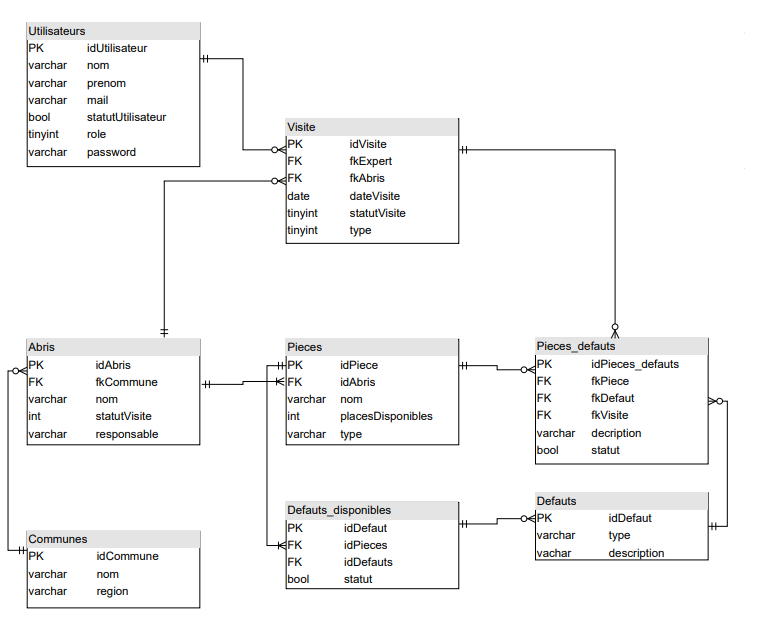 Utilisateurs
PK idUtilisateur
varchar nom
varchar prenom
varchar mail
bool statutUtilisateur
tinyint role
varchar password
Visite
PK idVisite
FK fkExpert
FK fkAbris
date dateVisite
tinyint statutVisite
tinyint type
Abris
PK idAbris
FK fkCommune
varchar nom
int statutVisite
varchar responsable
Pieces
PK idPiece
FK idAbris
varchar nom
int placesDisponibles
varchar type
Pieces_defauts
PK idPieces_defauts
FK fkPiece
FK fkDefaut
FK fkVisite
varchar decription
bool statut
Communes
PK idCommune
varchar nom
varchar region
Defauts_disponibles
PK idDefaut
FK idPieces
FK idDefauts
bool statut
Defauts
PK idDefaut
varchar type
vachar description